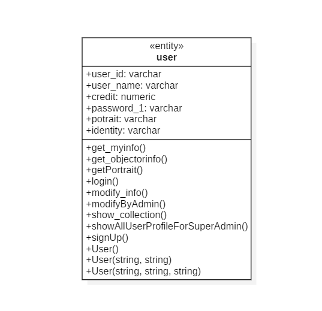 «entity»
user
+user_id: varchar
+user_name: varchar
+credit: numeric
+password_1: varchar
+potrait: varchar
+identity: varchar
+get_myinfo()
+get_objectorinfo()
+getPortrait()
+login()
+modify_info()
+modifyByAdmin()
+show_collection()
+showAllUserProfileForSuperAdmin()
+signUp()
+User()
+User(string, string)
+User(string, string, string)